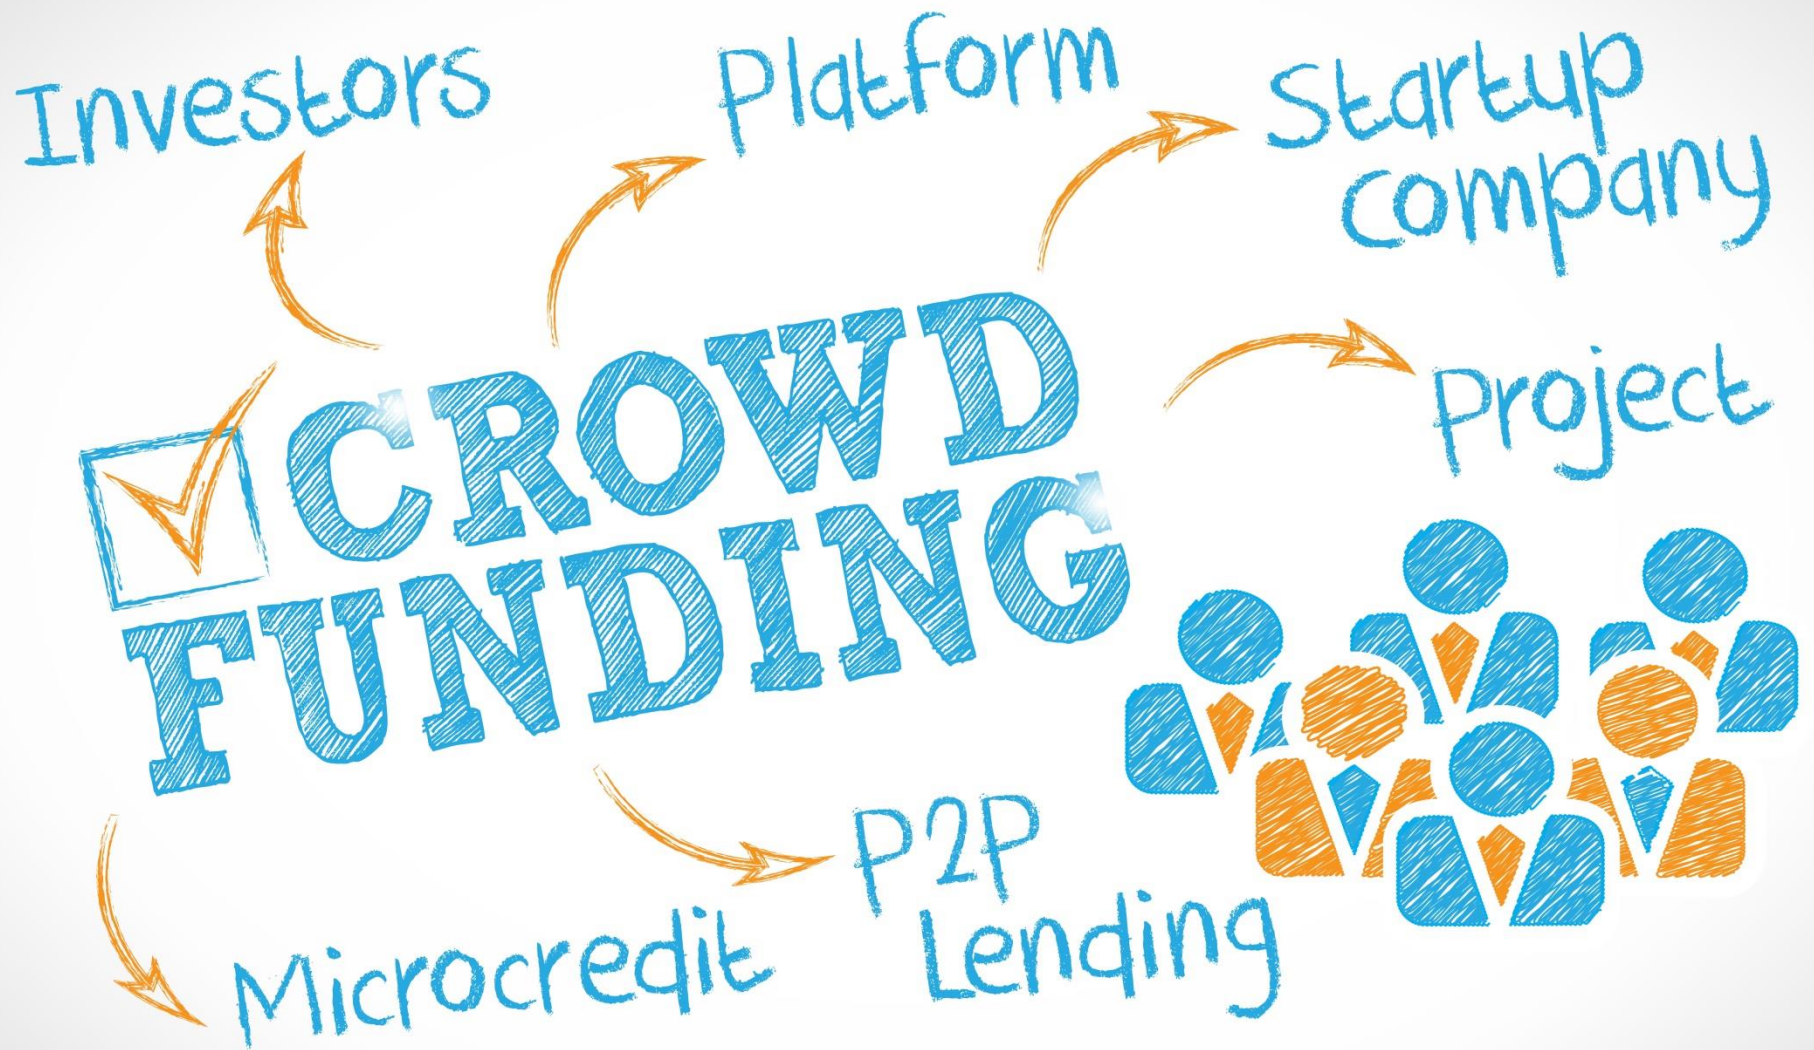 Investors
Platform
Startup
company
CROWD
FUNDING
Project
P2P
Lending
Microcredit